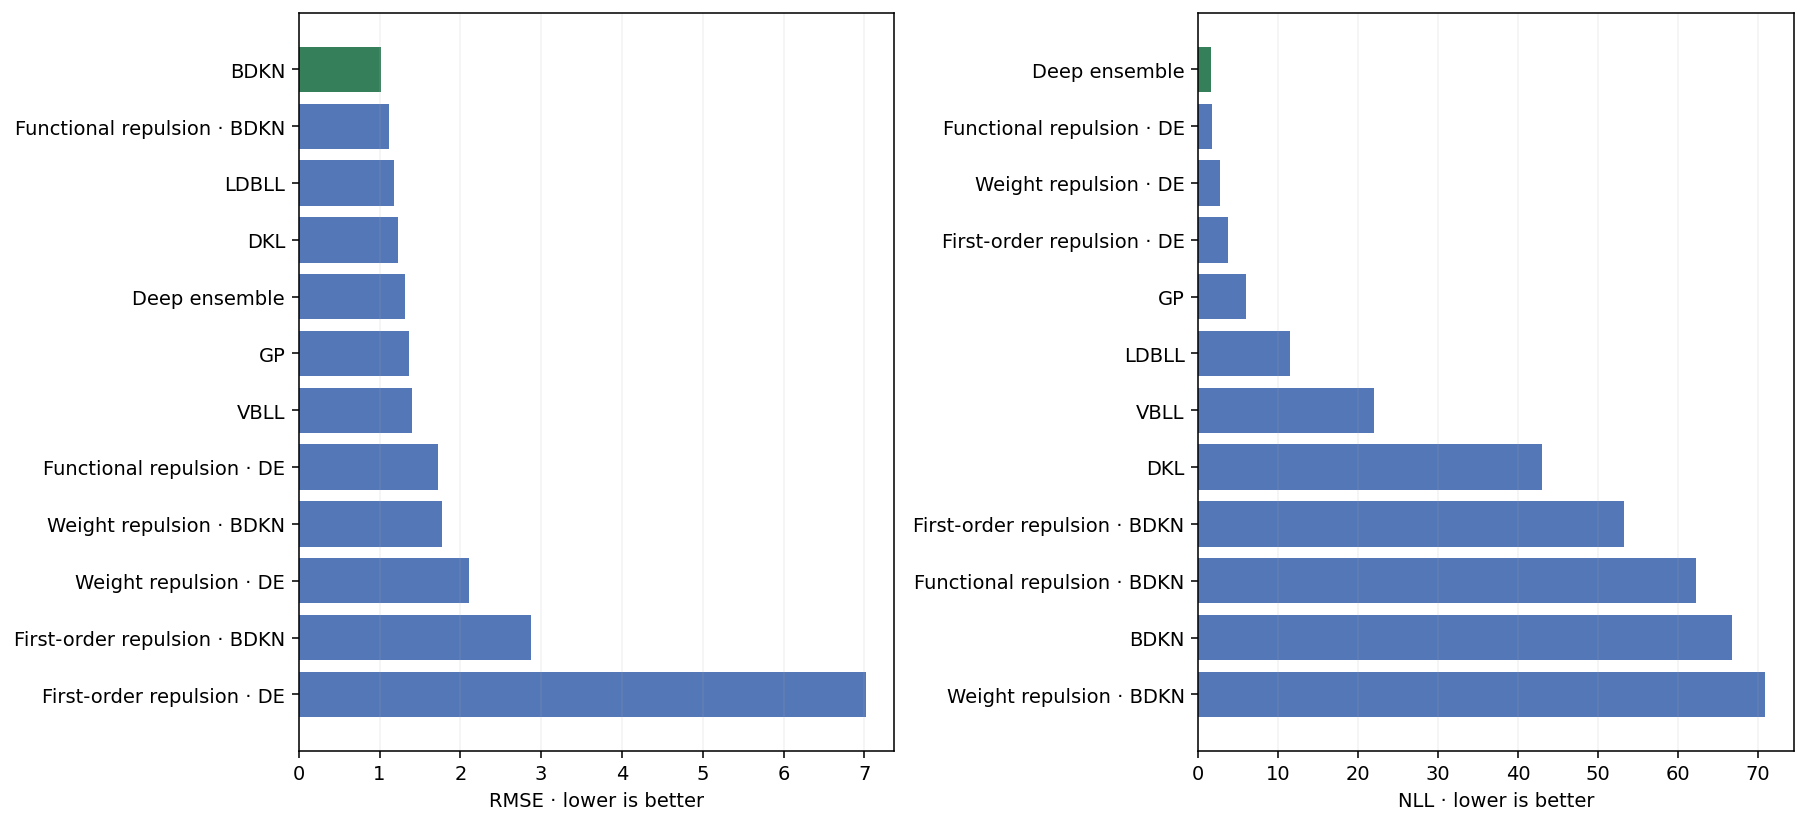 BDKN
Functional repulsion · BDKN
LDBLL
DKL
Deep ensemble
GP
VBLL
Functional repulsion · DE
Weight repulsion · BDKN
Weight repulsion · DE
First-order repulsion · BDKN
First-order repulsion · DE
0 1 2 3 4 5 6 7
RMSE · lower is better
Deep ensemble
Functional repulsion · DE
Weight repulsion · DE
First-order repulsion · DE
GP
LDBLL
VBLL
DKL
First-order repulsion · BDKN
Functional repulsion · BDKN
BDKN
Weight repulsion · BDKN
0 10 20 30 40 50 60 70
NLL · lower is better